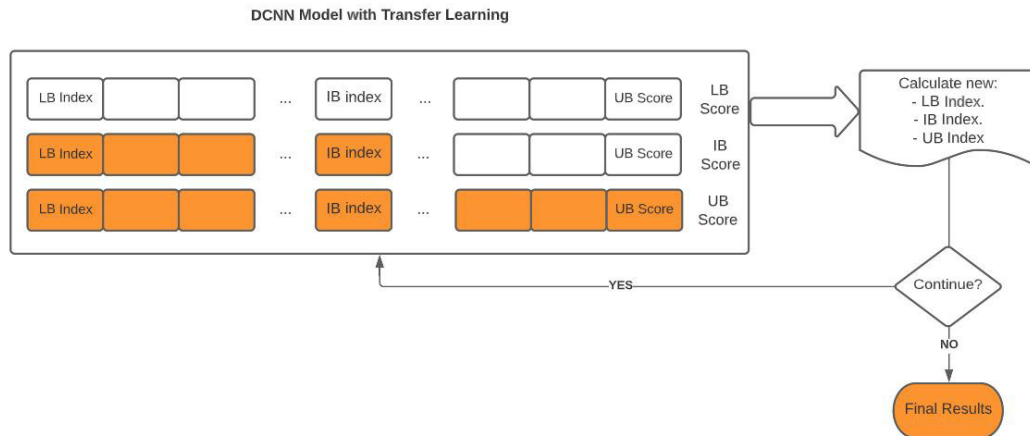 DCNN Model with Transfer Learning
LB Index ... IB index ... UB Score LB Score
LB Index ... IB index ... UB Score IB Score
LB Index ... IB index ... UB Score UB Score
Calculate new:
- LB Index.
- IB Index.
- UB Index
Continue?
YES
NO
Final Results